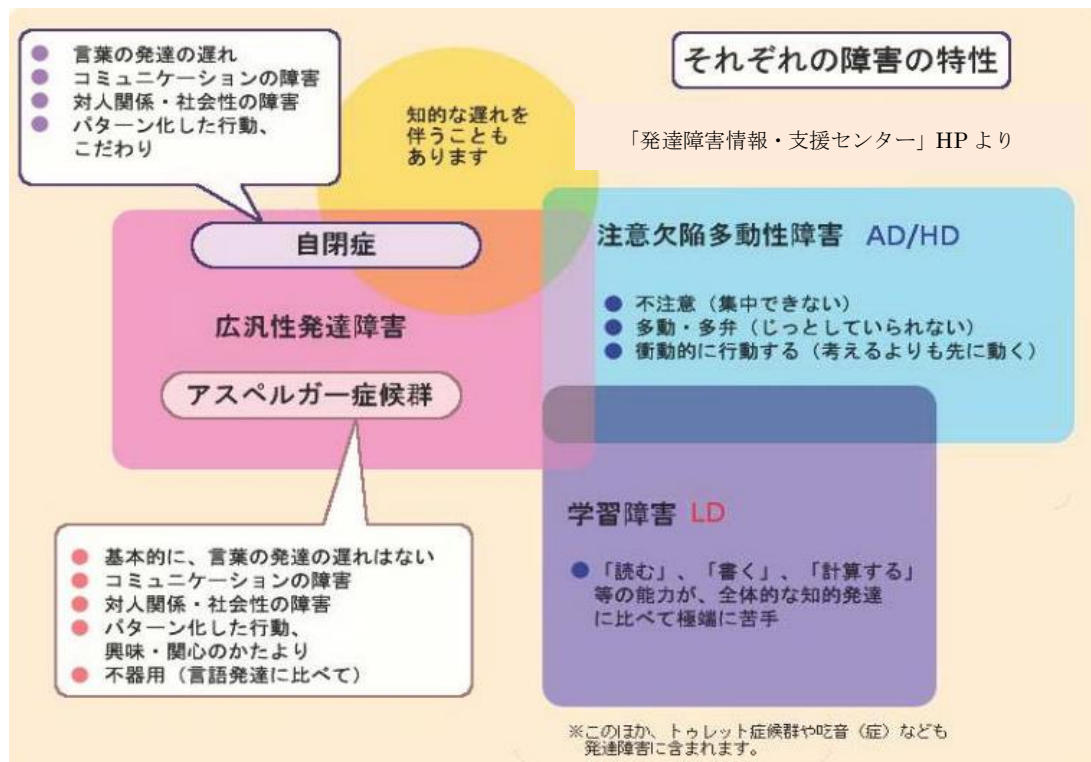 それぞれの障害の特性
「発達障害情報・支援センター」HP より
● 言葉の発達の遅れ
● コミュニケーションの障害
● 対人関係・社会性の障害
● パターン化した行動、
こだわり
知的な遅れを
伴うことも
あります
自閉症
広汎性発達障害
アスペルガー症候群
注意欠陥多動性障害 AD/HD
● 不注意（集中できない）
● 多動・多弁（じっとしていられない）
● 衝動的に行動する（考えるよりも先に動く）
学習障害 LD
● 「読む」、「書く」、「計算する」
等の能力が、全体的な知的発達
に比べて極端に苦手
● 基本的に、言葉の発達の遅れはない
● コミュニケーションの障害
● 対人関係・社会性の障害
● パターン化した行動、
興味・関心のかたより
● 不器用（言語発達に比べて）
※このほか、トゥレット症候群や吃音（症）なども
発達障害に含まれます。